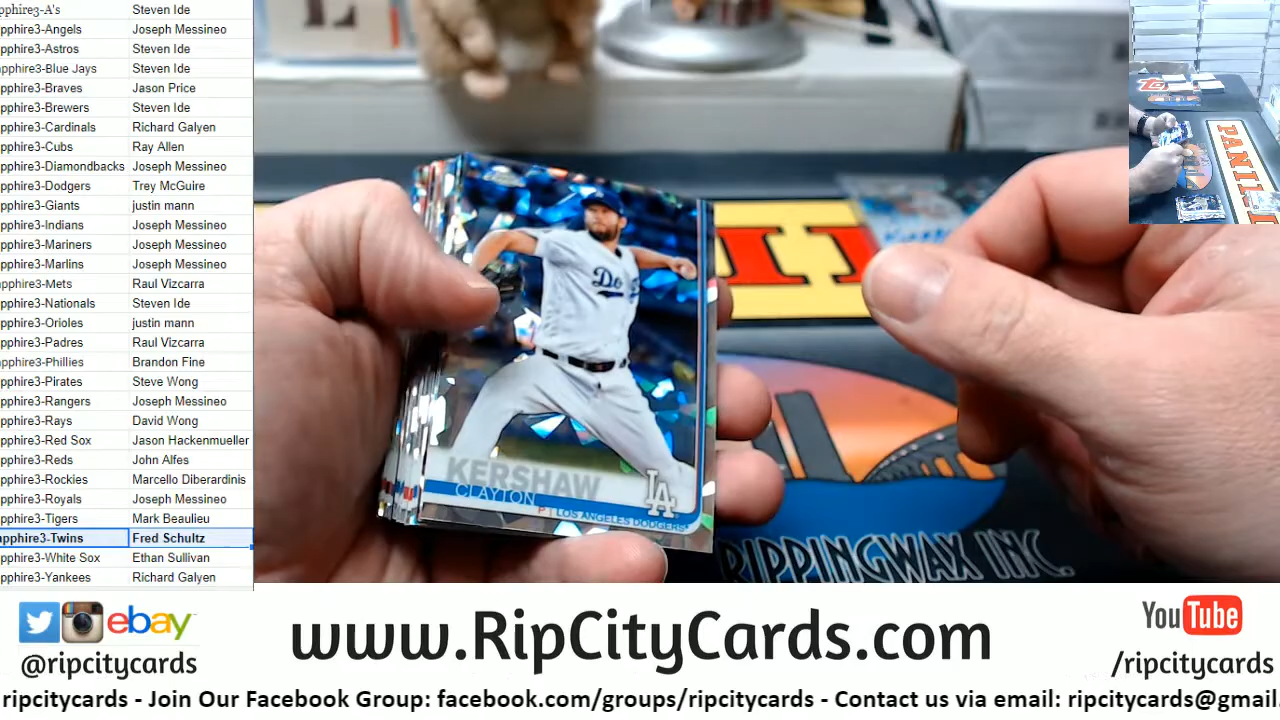 pphire3-A's Steven Ide
pphire3-Angels Joseph Messineo
pphire3-Astros Steven Ide
apphire3-Blue Jays Steven Ide
pphire3-Braves Jason Price
pphire3-Brewers Steven Ide
pphire3-Cardinals Richard Galyen
pphire3-Cubs Ray Allen
pphire3-Diamondbacks Joseph Messineo
pphire3-Dodgers Trey McGuire
pphire3-Giants justin mann
pphire3-Indians Joseph Messineo
pphire3-Mariners Joseph Messineo
pphire3-Marlins Joseph Messineo
pphire3-Mets Raul Vizcarra
pphire3-Nationals Steven Ide
pphire3-Orioles justin mann
pphire3-Padres Raul Vizcarra
pphire3-Phillies Brandon Fine
pphire3-Pirates Steve Wong
pphire3-Rangers Joseph Messineo
pphire3-Rays David Wong
pphire3-Red Sox Jason Hackenmueller
pphire3-Reds John Alfes
pphire3-Rockies Marcello Diberardinis
pphire3-Royals Joseph Messineo
pphire3-Tigers Mark Beaulieu
apphire3-Twins Fred Schultz
pphire3-White Sox Ethan Sullivan
pphire3-Yankees Richard Galyen
PANIL
KERSHAW
CLAYTON
LA
P | LOS ANGELES DODGERS
RIPPINGWAX INC.
ebay
@ripcitycards
www.RipCityCards.com
YouTube
/ripcitycards
ripcitycards - Join Our Facebook Group: facebook.com/groups/ripcitycards - Contact us via email: ripcitycards@gmail.